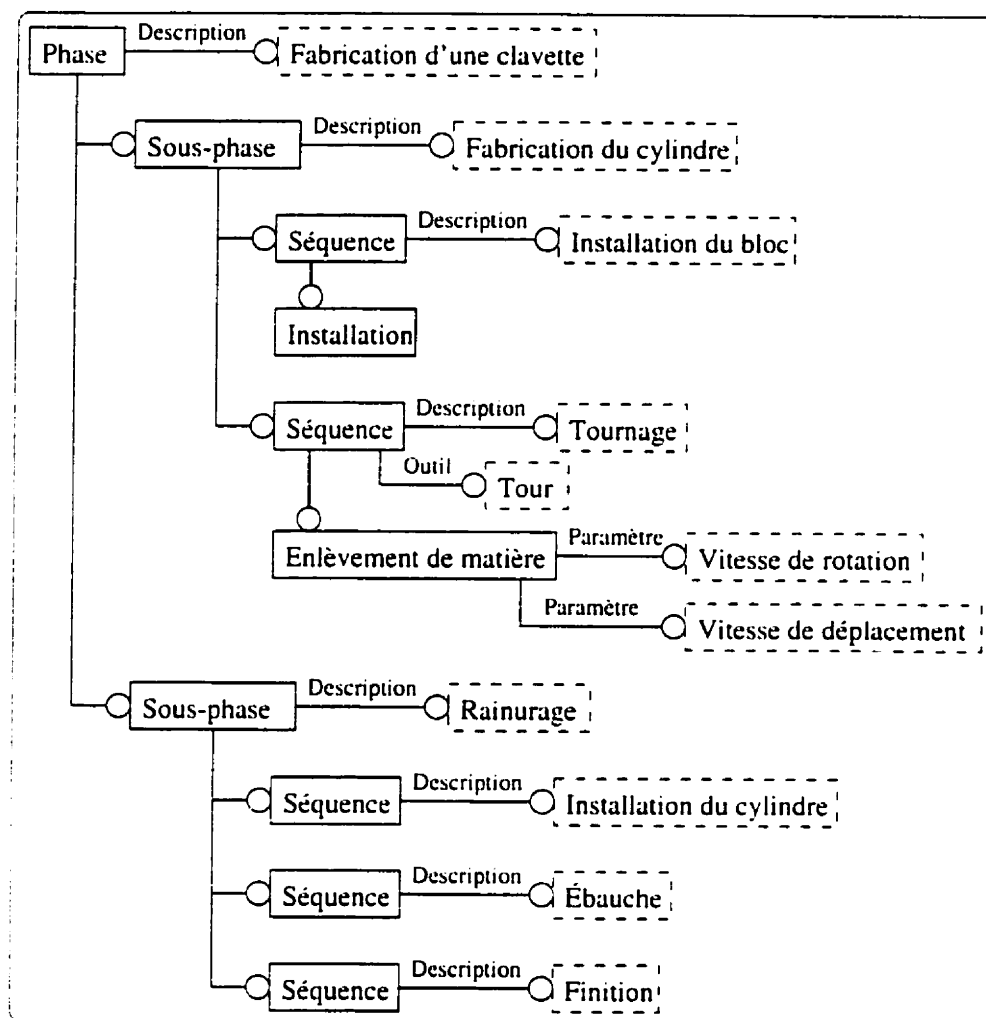 Description
Phase
Fabrication d'une clavette
Description
Sous-phase
Fabrication du cylindre
Description
Séquence
Installation du bloc
Installation
Description
Séquence
Tournage
Outil
Tour
Paramètre
Enlèvement de matière
Vitesse de rotation
Paramètre
Vitesse de déplacement
Description
Sous-phase
Rainurage
Description
Séquence
Installation du cylindre
Description
Séquence
Ébauche
Description
Séquence
Finition